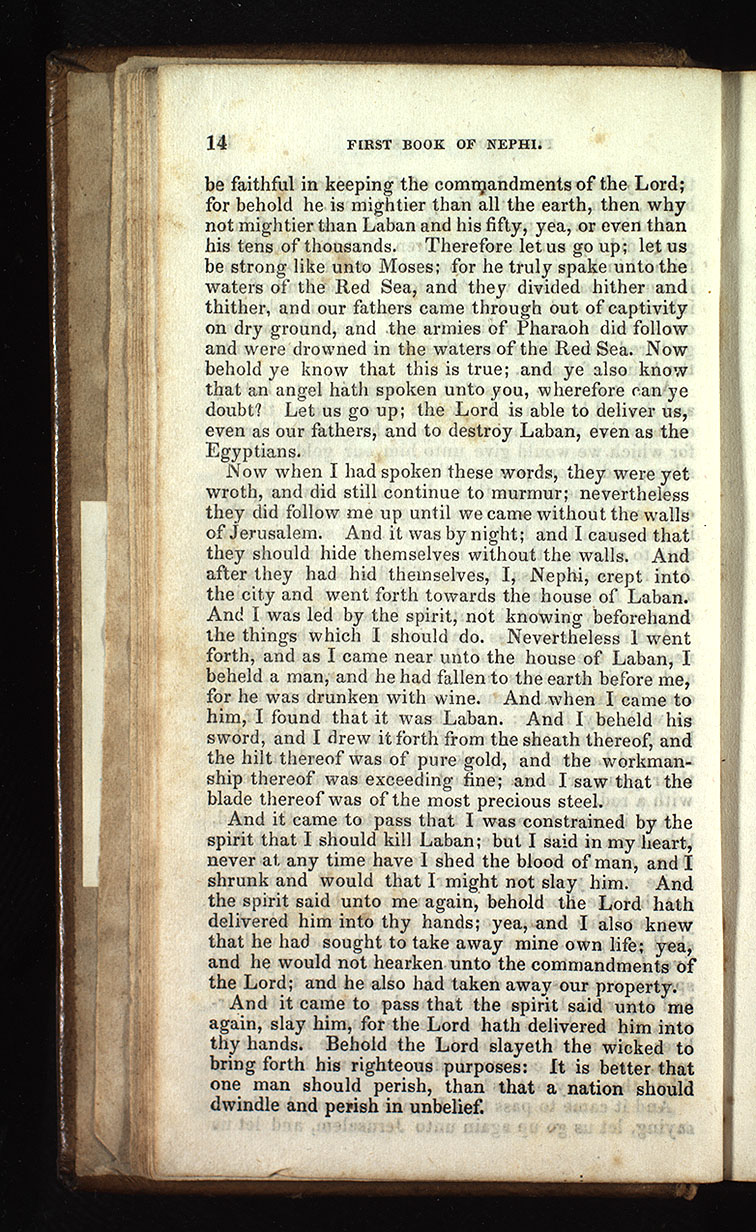 14 FIRST BOOK OF NEPHI.
be faithful in keeping the commandments of the Lord;
for behold he is mightier than all the earth, then why
not mightier than Laban and his fifty, yea, or even than
his tens of thousands. Therefore let us go up; let us
be strong like unto Moses; for he truly spake unto the
waters of the Red Sea, and they divided hither and
thither, and our fathers came through out of captivity
on dry ground, and the armies of Pharaoh did follow
and were drowned in the waters of the Red Sea. Now
behold ye know that this is true; and ye also know
that an angel hath spoken unto you, wherefore can ye
doubt? Let us go up; the Lord is able to deliver us,
even as our fathers, and to destroy Laban, even as the
Egyptians.
Now when I had spoken these words, they were yet
wroth, and did still continue to murmur; nevertheless
they did follow me up until we came without the walls
of Jerusalem. And it was by night; and I caused that
they should hide themselves without the walls. And
after they had hid themselves, I, Nephi, crept into
the city and went forth towards the house of Laban.
And I was led by the spirit, not knowing beforehand
the things which I should do. Nevertheless I went
forth, and as I came near unto the house of Laban, I
beheld a man, and he had fallen to the earth before me,
for he was drunken with wine. And when I came to
him, I found that it was Laban. And I beheld his
sword, and I drew it forth from the sheath thereof, and
the hilt thereof was of pure gold, and the workman-
ship thereof was exceeding fine; and I saw that the
blade thereof was of the most precious steel.
And it came to pass that I was constrained by the
spirit that I should kill Laban; but I said in my heart,
never at any time have I shed the blood of man, and I
shrunk and would that I might not slay him. And
the spirit said unto me again, behold the Lord hath
delivered him into thy hands; yea, and I also knew
that he had sought to take away mine own life; yea,
and he would not hearken unto the commandments of
the Lord; and he also had taken away our property.
And it came to pass that the spirit said unto me
again, slay him, for the Lord hath delivered him into
thy hands. Behold the Lord slayeth the wicked to
bring forth his righteous purposes: It is better that
one man should perish, than that a nation should
dwindle and perish in unbelief.